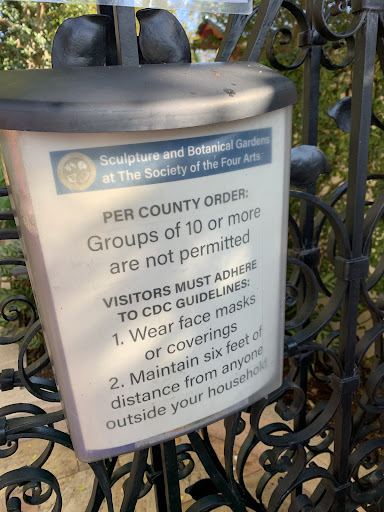 Sculpture and Botanical Gardens
at The Society of the Four Arts
PER COUNTY ORDER:
Groups of 10 or more
are not permitted
VISITORS MUST ADHERE
TO CDC GUIDELINES:
1. Wear face masks
or coverings
2. Maintain six feet of
distance from anyone
outside your household